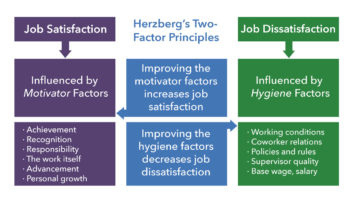 Job Satisfaction
Influenced by
Motivator Factors
· Achievement
· Recognition
· Responsibility
· The work itself
· Advancement
· Personal growth
Herzberg's Two-
Factor Principles
Improving the
motivator factors
increases job
satisfaction
Improving the
hygiene factors
decreases job
dissatisfaction
Job Dissatisfaction
Influenced by
Hygiene Factors
· Working conditions
· Coworker relations
· Policies and rules
· Supervisor quality
· Base wage, salary